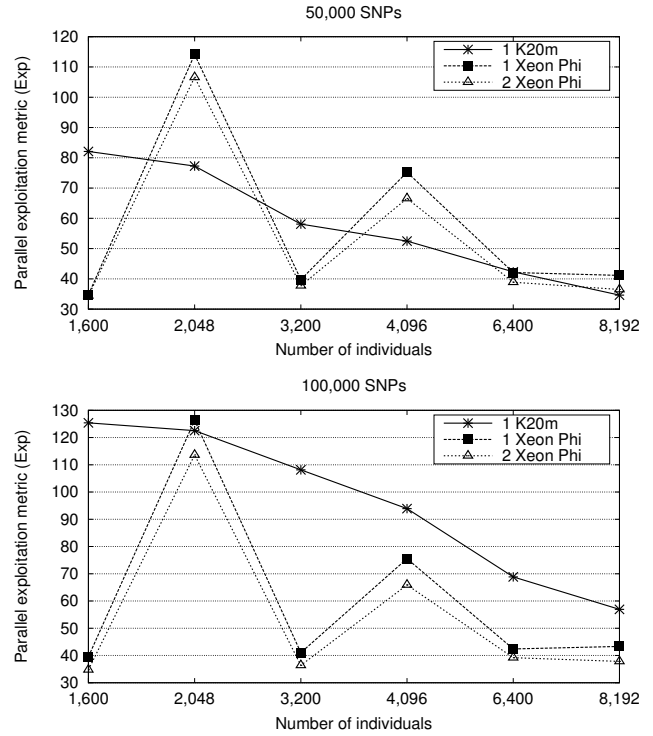 50,000 SNPs
Parallel exploitation metric (Exp)
120
110
100
90
80
70
60
50
40
30
1 K20m
1 Xeon Phi
2 Xeon Phi
1,600 2,048 3,200 4,096 6,400 8,192
Number of individuals
100,000 SNPs
Parallel exploitation metric (Exp)
130
120
110
100
90
80
70
60
50
40
30
1 K20m
1 Xeon Phi
2 Xeon Phi
1,600 2,048 3,200 4,096 6,400 8,192
Number of individuals